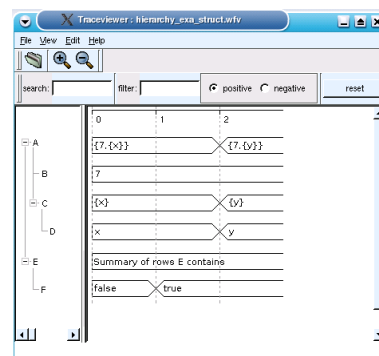 Traceviewer : hierarchy_exa_struct.wfv
File View Edit Help
search: filter: positive negative reset
0 1 2
A {7,{x}} {7,{y}}
B 7
C {x} {y}
D x y
E Summary of rows E contains
F false true